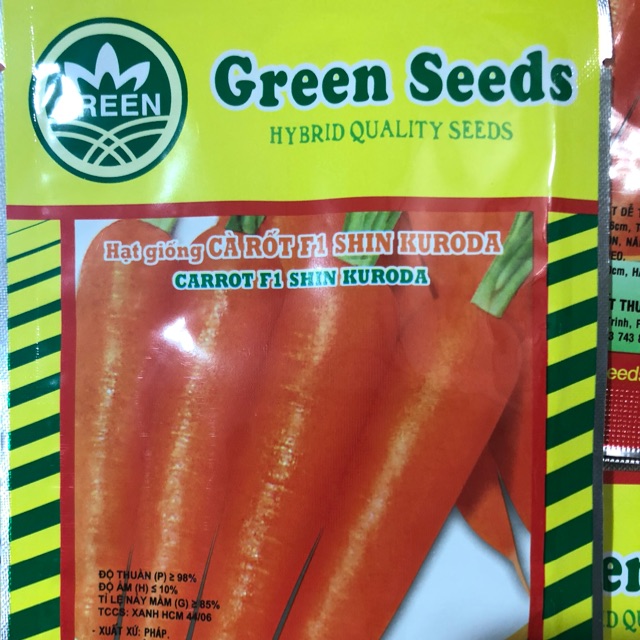 GREEN
Green Seeds
HYBRID QUALITY SEEDS
Hạt giống CÀ RỐT F1 SHIN KURODA
CARROT F1 SHIN KURODA
ĐỘ THUẦN (P) ≥ 98%
ĐỘ ẨM (H) ≤ 10%
TỈ LỆ NẢY MẦM (G) ≥ 85%
TCCS: XANH HCM 44/06
- XUẤT XỨ: PHÁP.